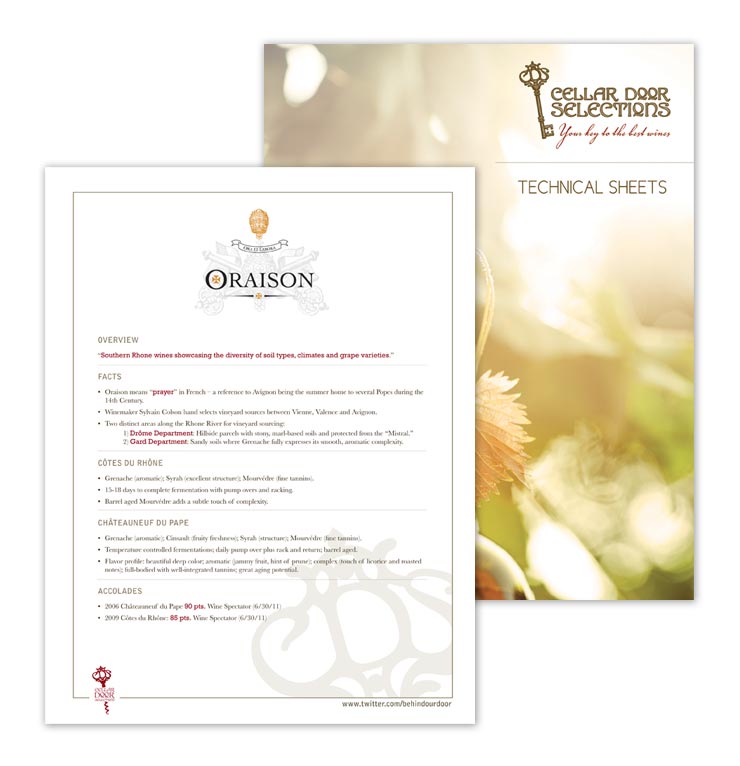 CELLAR DOOR
SELECTIONS
Your key to the best wines
TECHNICAL SHEETS
ORA ET LABORA
ORAISON
OVERVIEW
“Southern Rhone wines showcasing the diversity of soil types, climates and grape varieties.”
FACTS
• Oraison means “prayer” in French – a reference to Avignon being the summer home to several Popes during the
14th Century.
• Winemaker Sylvain Colson hand selects vineyard sources between Vienne, Valence and Avignon.
• Two distinct areas along the Rhone River for vineyard sourcing:
1) Drôme Department: Hillside parcels with stony, marl-based soils and protected from the “Mistral.”
2) Gard Department: Sandy soils where Grenache fully expresses its smooth, aromatic complexity.
CÔTES DU RHÔNE
• Grenache (aromatic); Syrah (excellent structure); Mourvédre (fine tannins).
• 15-18 days to complete fermentation with pump overs and racking.
• Barrel aged Mourvédre adds a subtle touch of complexity.
CHÂTEAUNEUF DU PAPE
• Grenache (aromatic); Cinsault (fruity freshness); Syrah (structure); Mourvédre (fine tannins).
• Temperature controlled fermentations; daily pump over plus rack and return; barrel aged.
• Flavor profile: beautiful deep color; aromatic (jammy fruit, hint of prune); complex (touch of licorice and roasted
notes); full-bodied with well-integrated tannins; great aging potential.
ACCOLADES
• 2006 Châteauneuf du Pape 90 pts. Wine Spectator (6/30/11)
• 2009 Côtes du Rhône: 85 pts. Wine Spectator (6/30/11)
CELLAR
DOOR
SELECTIONS
www.twitter.com/behindourdoor